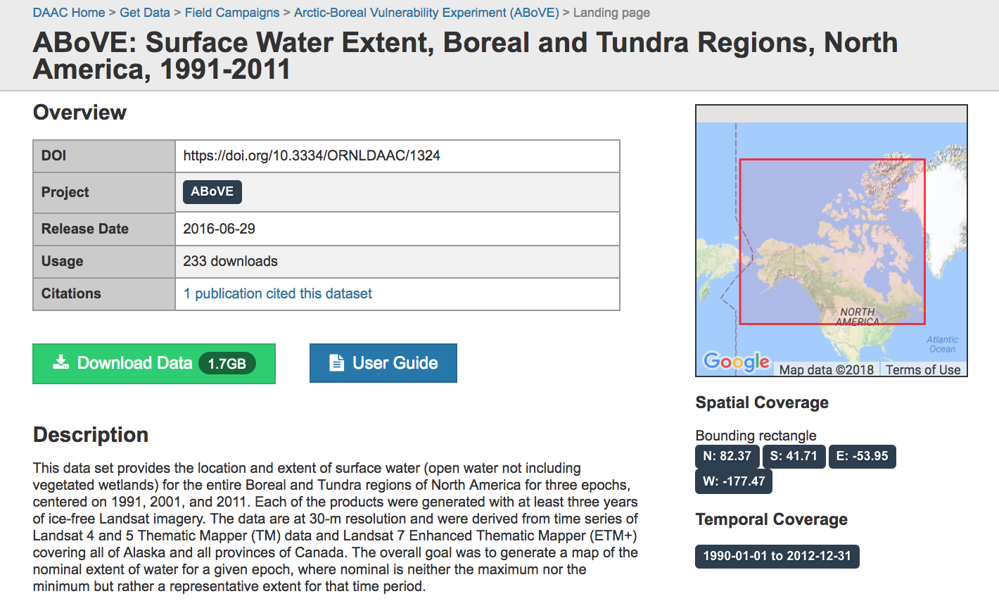 DAAC Home > Get Data > Field Campaigns > Arctic-Boreal Vulnerability Experiment (ABoVE) > Landing page
ABoVE: Surface Water Extent, Boreal and Tundra Regions, North
America, 1991-2011
Overview
DOI https://doi.org/10.3334/ORNLDAAC/1324
Project ABoVE
Release Date 2016-06-29
Usage 233 downloads
Citations 1 publication cited this dataset
Download Data 1.7GB
User Guide
Description
This data set provides the location and extent of surface water (open water not including
vegetated wetlands) for the entire Boreal and Tundra regions of North America for three epochs,
centered on 1991, 2001, and 2011. Each of the products were generated with at least three years
of ice-free Landsat imagery. The data are at 30-m resolution and were derived from time series of
Landsat 4 and 5 Thematic Mapper (TM) data and Landsat 7 Enhanced Thematic Mapper (ETM+)
covering all of Alaska and all provinces of Canada. The overall goal was to generate a map of the
nominal extent of water for a given epoch, where nominal is neither the maximum nor the
minimum but rather a representative extent for that time period.
NORTH
AMERICA
Atlantic
Ocean
Google
Map data ©2018 Terms of Use
Spatial Coverage
Bounding rectangle
N: 82.37 S: 41.71 E: -53.95
W: -177.47
Temporal Coverage
1990-01-01 to 2012-12-31